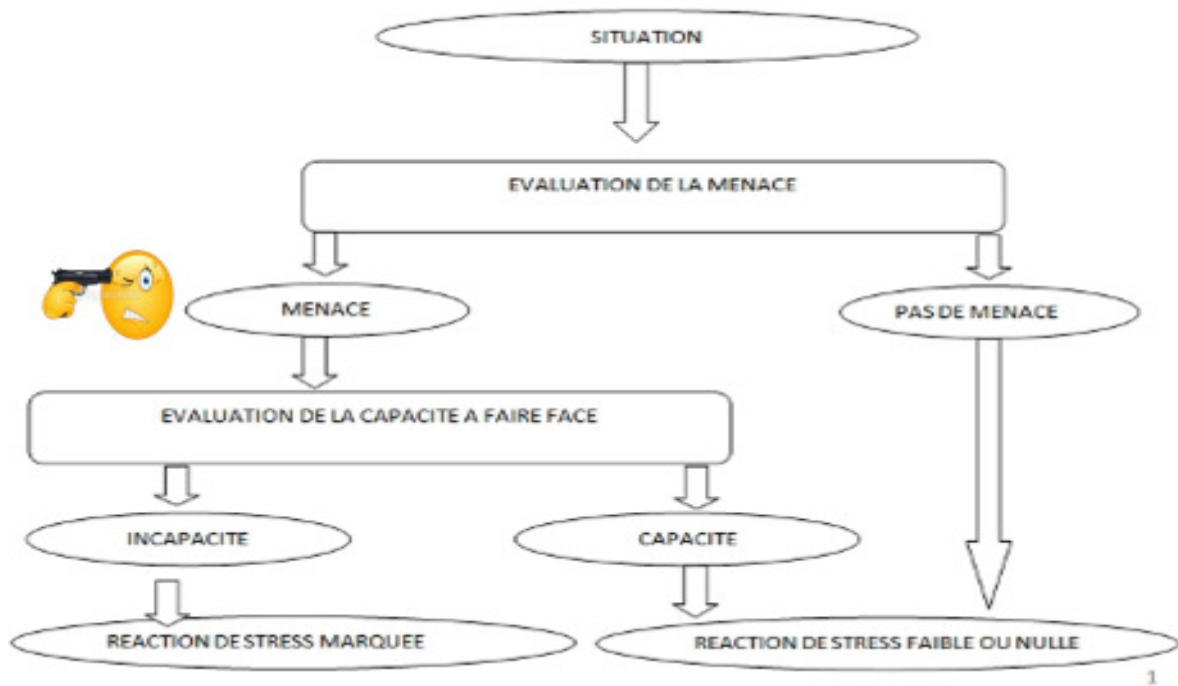 SITUATION
EVALUATION DE LA MENACE
MENACE
PAS DE MENACE
EVALUATION DE LA CAPACITE A FAIRE FACE
INCAPACITE
CAPACITE
REACTION DE STRESS MARQUEE
REACTION DE STRESS FAIBLE OU NULLE
1